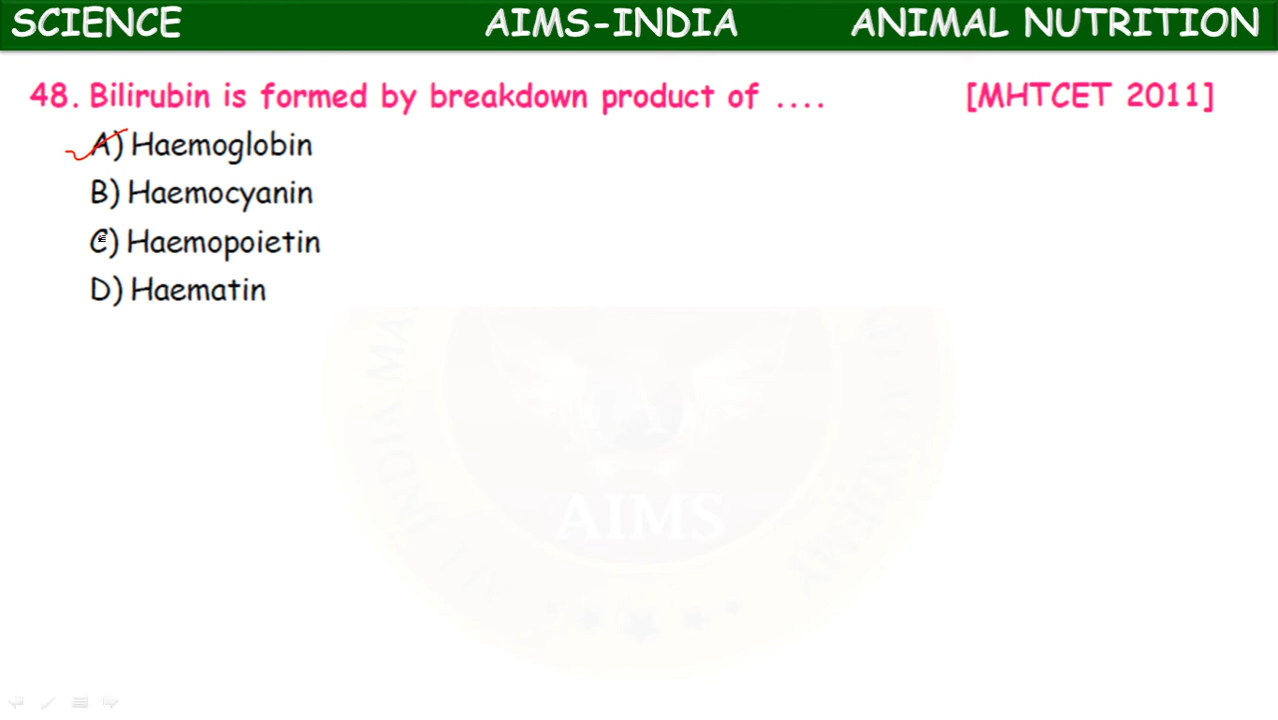 SCIENCE AIMS-INDIA ANIMAL NUTRITION
48. Bilirubin is formed by breakdown product of .... [MHTCET 2011]
A) Haemoglobin
B) Haemocyanin
C) Haemopoietin
D) Haematin
AIMS